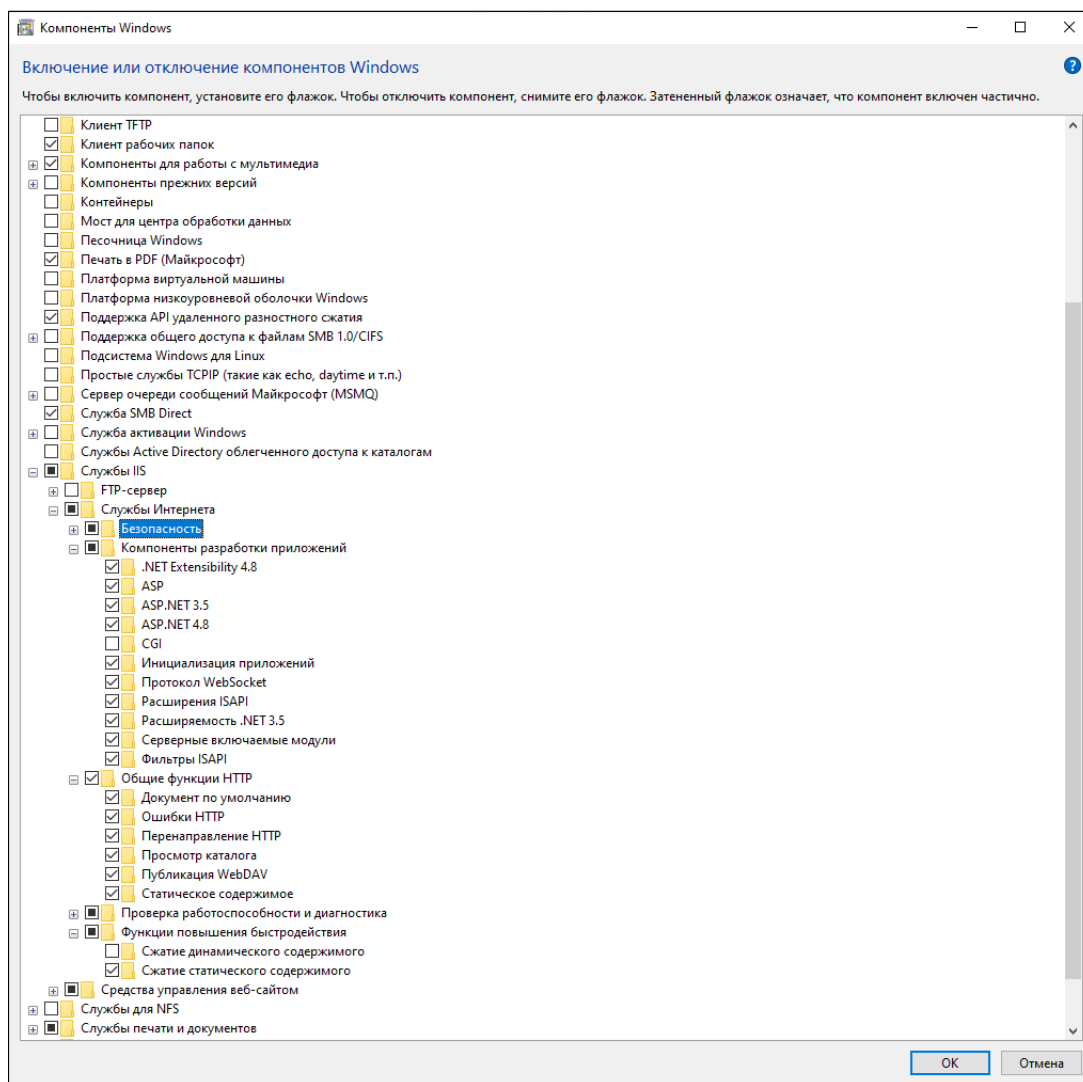 Компоненты Windows
Включение или отключение компонентов Windows
?
Чтобы включить компонент, установите его флажок. Чтобы отключить компонент, снимите его флажок. Затененный флажок означает, что компонент включен частично.
Клиент TFTP
Клиент рабочих папок
Компоненты для работы с мультимедиа
Компоненты прежних версий
Контейнеры
Мост для центра обработки данных
Песочница Windows
Печать в PDF (Майкрософт)
Платформа виртуальной машины
Платформа низкоуровневой оболочки Windows
Поддержка API удаленного разностного сжатия
Поддержка общего доступа к файлам SMB 1.0/CIFS
Подсистема Windows для Linux
Простые службы TCPIP (такие как echo, daytime и т.п.)
Сервер очереди сообщений Майкрософт (MSMQ)
Служба SMB Direct
Служба активации Windows
Службы Active Directory облегченного доступа к каталогам
Службы IIS
FTP-сервер
Службы Интернета
Безопасность
Компоненты разработки приложений
.NET Extensibility 4.8
ASP
ASP.NET 3.5
ASP.NET 4.8
CGI
Инициализация приложений
Протокол WebSocket
Расширения ISAPI
Расширяемость .NET 3.5
Серверные включаемые модули
Фильтры ISAPI
Общие функции HTTP
Документ по умолчанию
Ошибки HTTP
Перенаправление HTTP
Просмотр каталога
Публикация WebDAV
Статическое содержимое
Проверка работоспособности и диагностика
Функции повышения быстродействия
Сжатие динамического содержимого
Сжатие статического содержимого
Средства управления веб-сайтом
Службы для NFS
Службы печати и документов
ОК Отмена